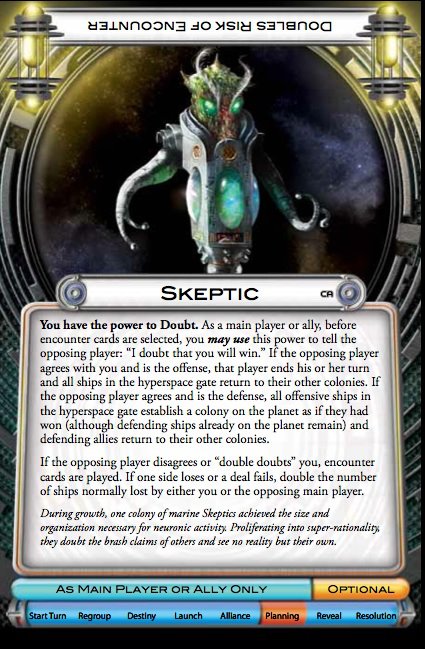 DOUBLES RISK OF ENCOUNTER
SKEPTIC
CA
You have the power to Doubt. As a main player or ally, before
encounter cards are selected, you may use this power to tell the
opposing player: “I doubt that you will win.” If the opposing player
agrees with you and is the offense, that player ends his or her turn
and all ships in the hyperspace gate return to their other colonies. If
the opposing player agrees and is the defense, all offensive ships in
the hyperspace gate establish a colony on the planet as if they had
won (although defending ships already on the planet remain) and
defending allies return to their other colonies.
If the opposing player disagrees or “double doubts” you, encounter
cards are played. If one side loses or a deal fails, double the number
of ships normally lost by either you or the opposing main player.
During growth, one colony of marine Skeptics achieved the size and
organization necessary for neuronic activity. Proliferating into super-rationality,
they doubt the brash claims of others and see no reality but their own.
AS MAIN PLAYER OR ALLY ONLY OPTIONAL
Start Turn Regroup Destiny Launch Alliance Planning Reveal Resolution